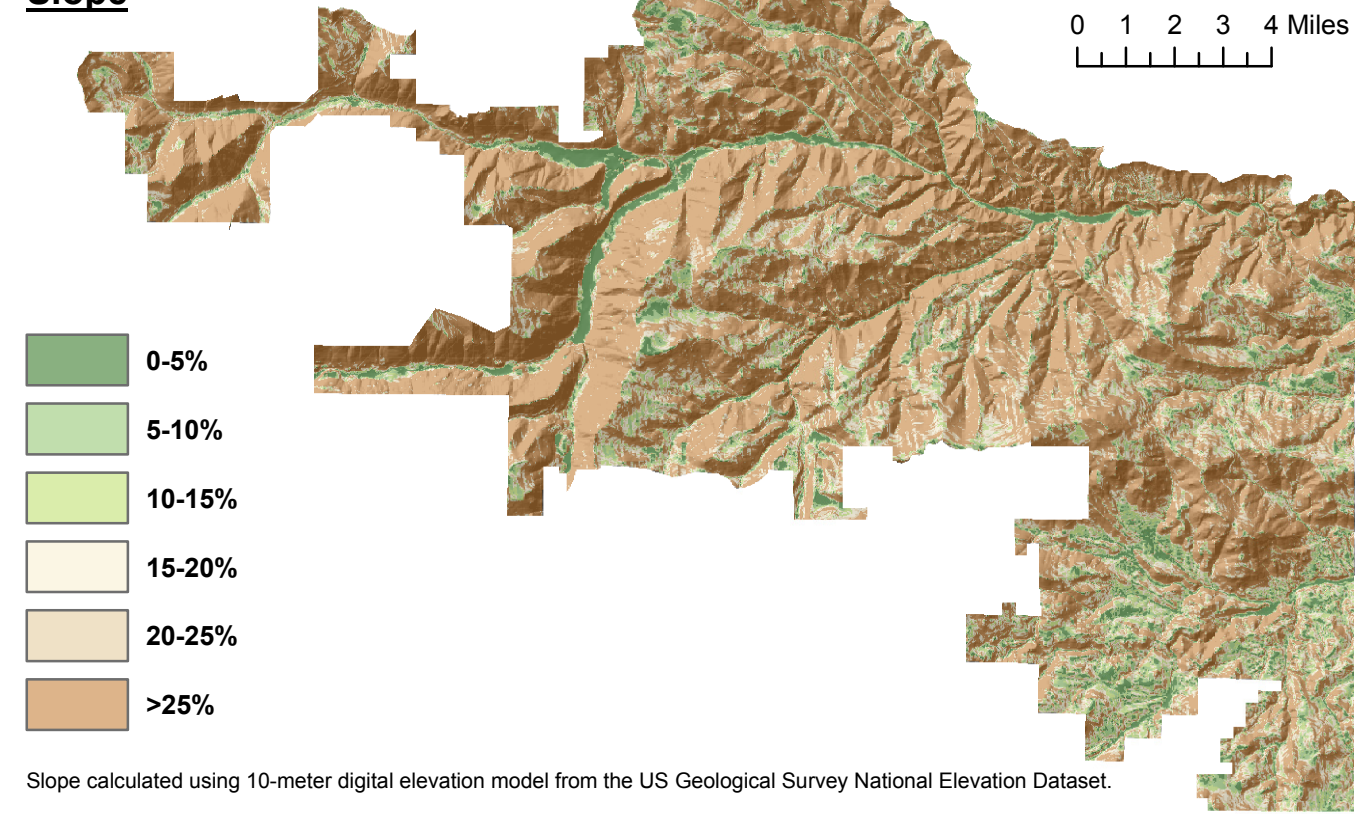 Slope
0 1 2 3 4 Miles
0-5%
5-10%
10-15%
15-20%
20-25%
>25%
Slope calculated using 10-meter digital elevation model from the US Geological Survey National Elevation Dataset.